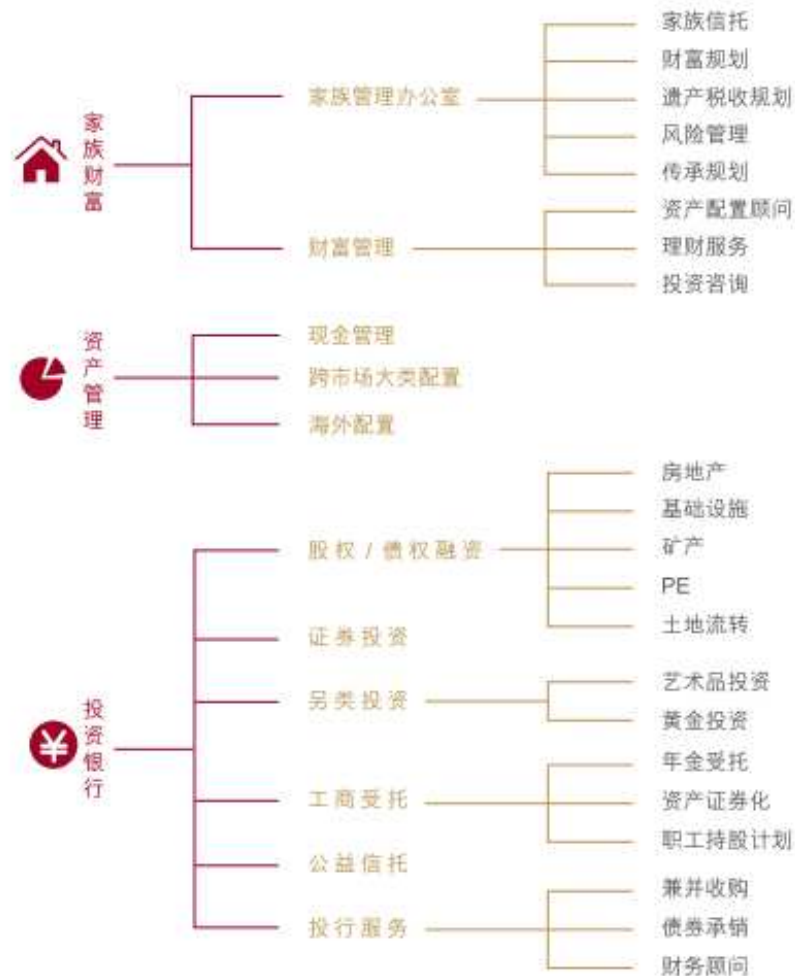 家族财富
家族管理办公室
家族信托
财富规划
遗产税收规划
风险管理
传承规划
财富管理
资产配置顾问
理财服务
投资咨询
资产管理
现金管理
跨市场大类配置
海外配置
投资银行
股权 / 债权融资
房地产
基础设施
矿产
PE
土地流转
证券投资
另类投资
艺术品投资
黄金投资
工商受托
年金受托
资产证券化
职工持股计划
公益信托
投行服务
兼并收购
债券承销
财务顾问